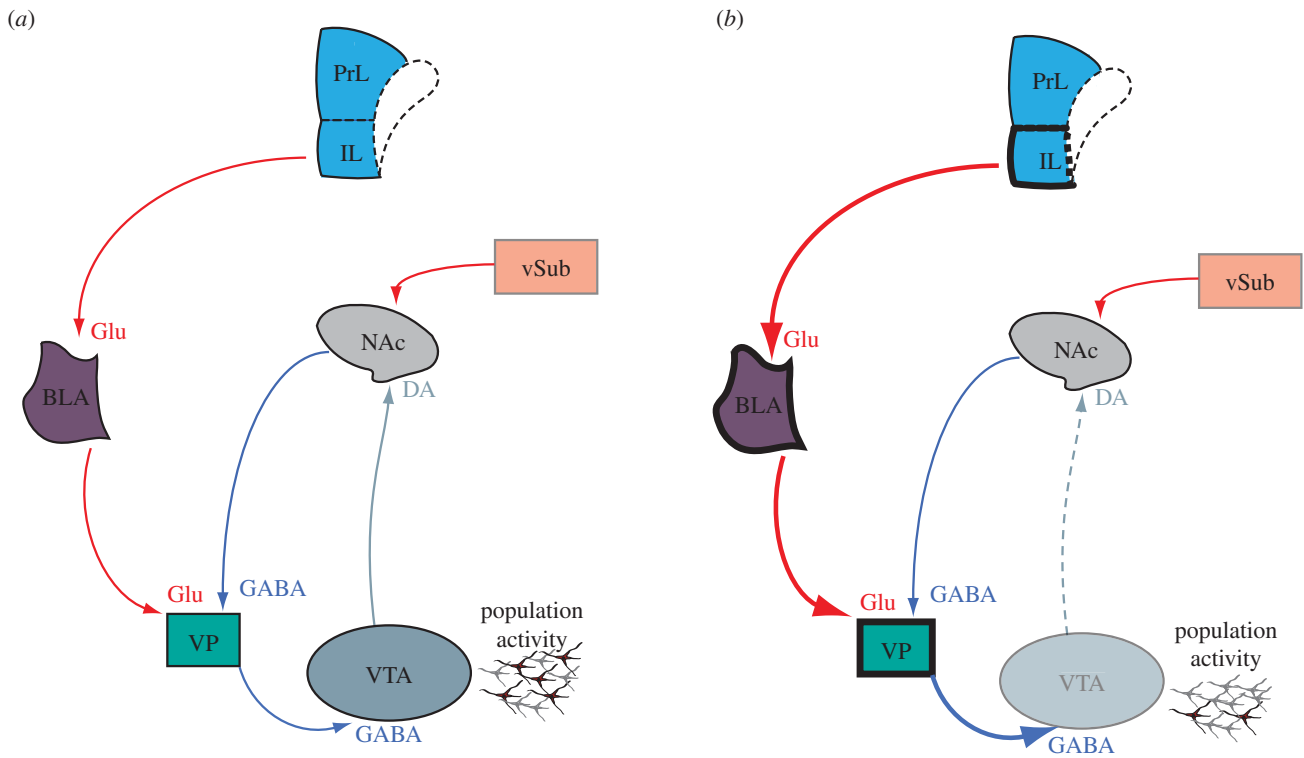 (a)
PrL
IL
vSub
Glu
NAc
BLA
DA
Glu
GABA
VP
population
activity
VTA
GABA
(b)
PrL
IL
vSub
Glu
NAc
BLA
DA
Glu
GABA
VP
population
activity
VTA
GABA